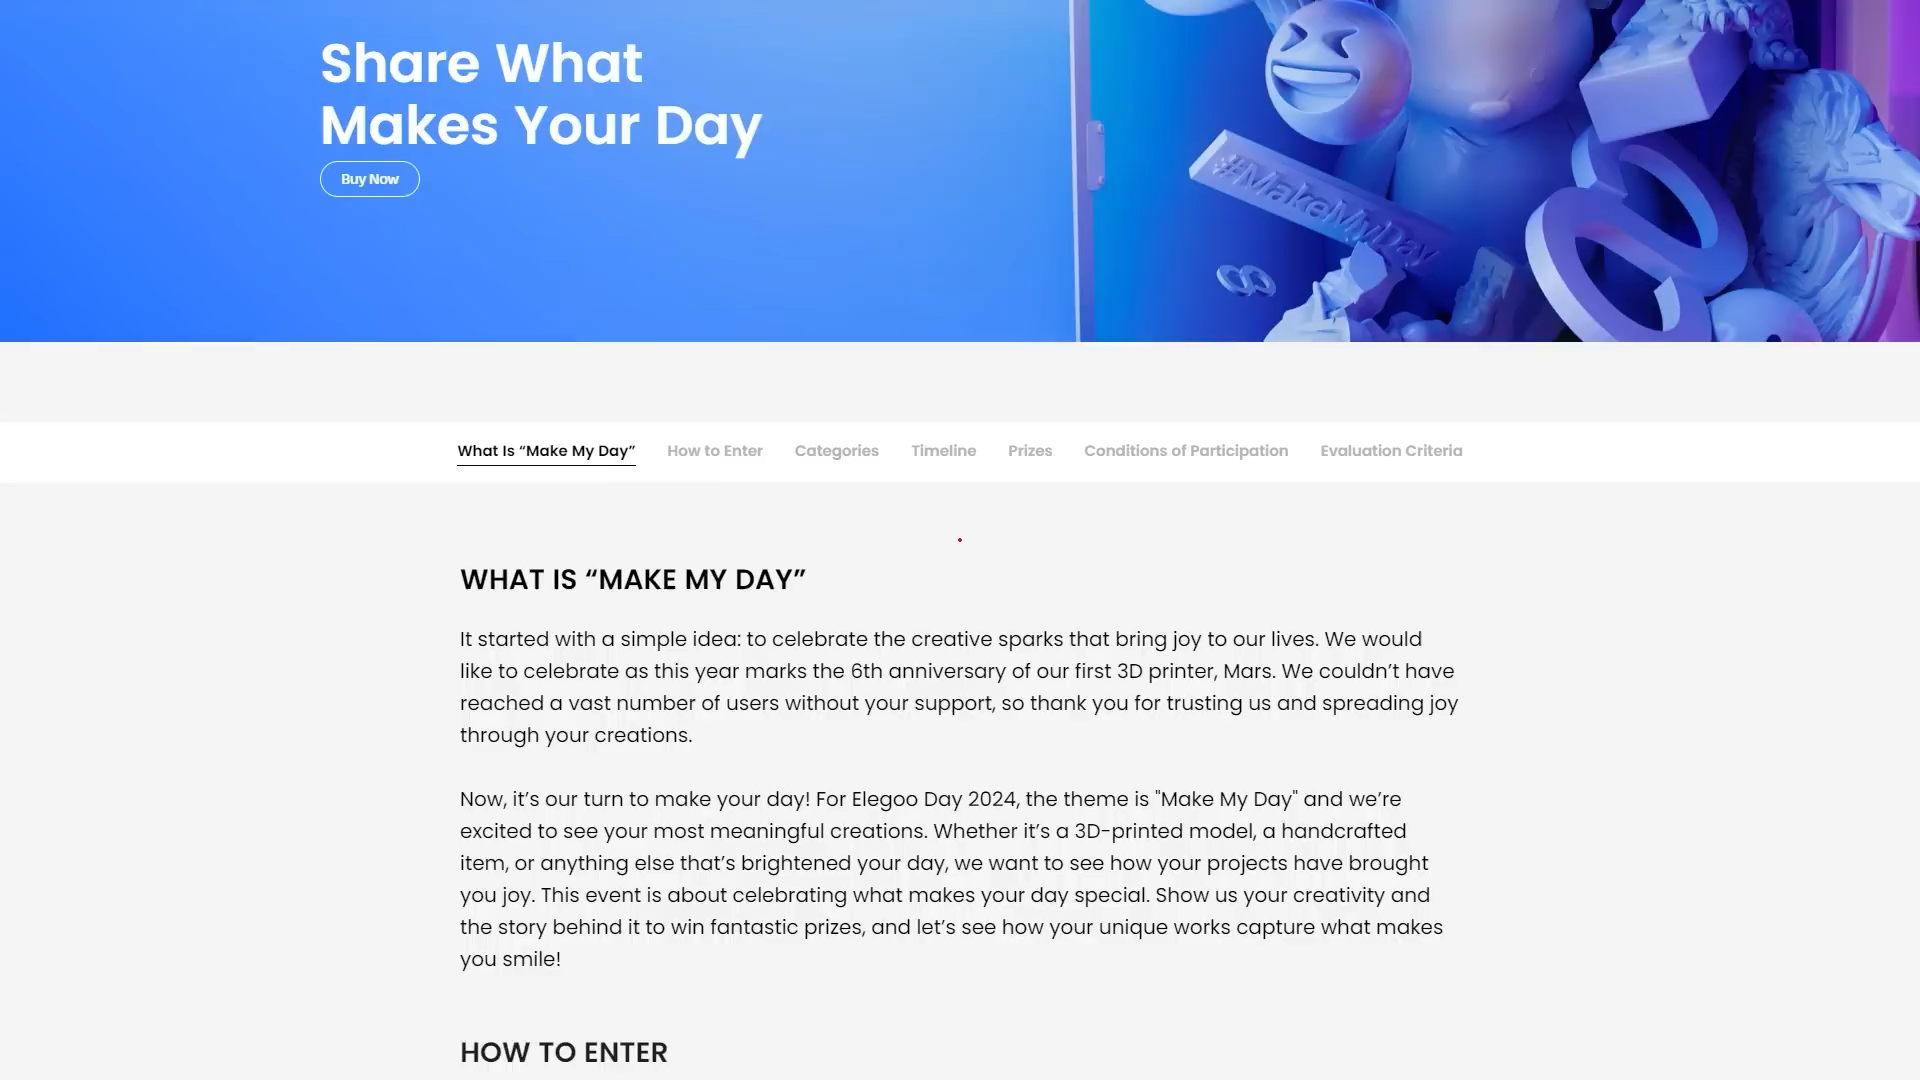 Share What
Makes Your Day
Buy Now
#MakeMyDay
What Is “Make My Day” How to Enter Categories Timeline Prizes Conditions of Participation Evaluation Criteria
WHAT IS “MAKE MY DAY”
It started with a simple idea: to celebrate the creative sparks that bring joy to our lives. We would
like to celebrate as this year marks the 6th anniversary of our first 3D printer, Mars. We couldn’t have
reached a vast number of users without your support, so thank you for trusting us and spreading joy
through your creations.
Now, it’s our turn to make your day! For Elegoo Day 2024, the theme is "Make My Day" and we’re
excited to see your most meaningful creations. Whether it’s a 3D-printed model, a handcrafted
item, or anything else that’s brightened your day, we want to see how your projects have brought
you joy. This event is about celebrating what makes your day special. Show us your creativity and
the story behind it to win fantastic prizes, and let’s see how your unique works capture what makes
you smile!
HOW TO ENTER